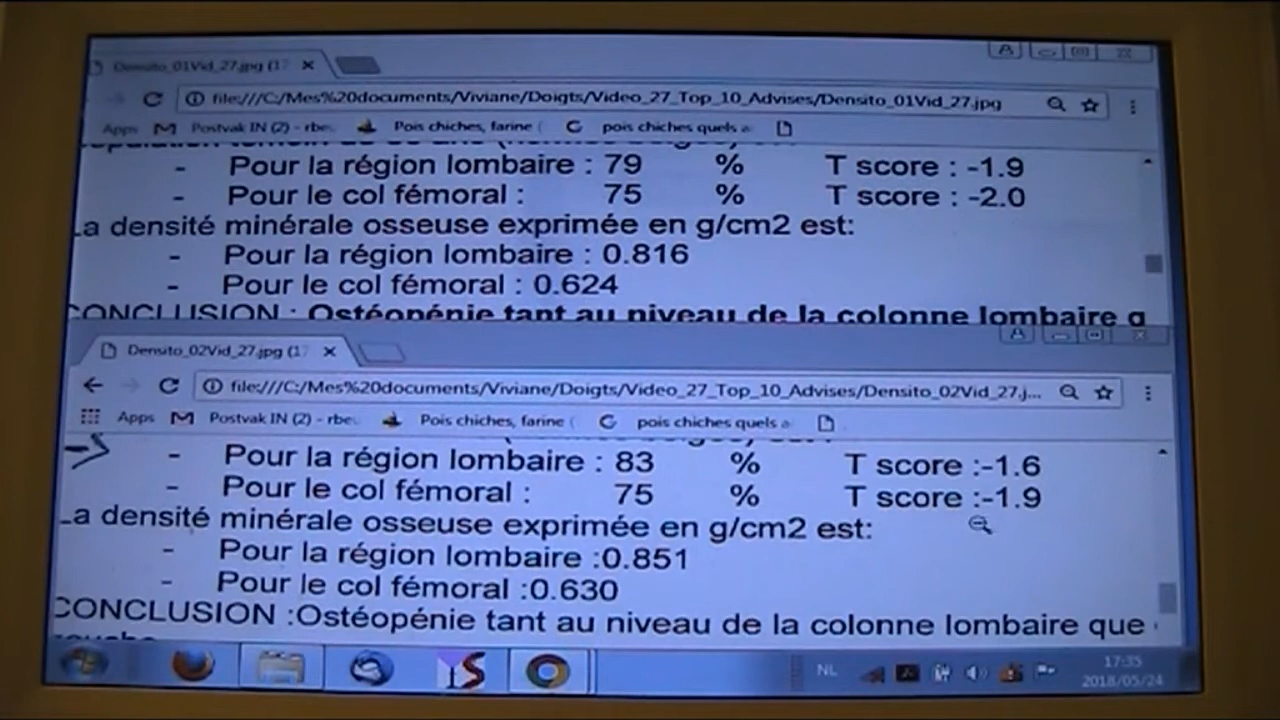 Densito_01Vid_27.jpg (17
file:///C:/Mes%20documents/Viviane/Doigts/Video_27_Top_10_Advises/Densito_01Vid_27.jpg
Apps Postvak IN (2) - rbe Pois chiches, farine ( pois chiches quels a
- Pour la région lombaire : 79 % T score : -1.9
- Pour le col fémoral : 75 % T score : -2.0
La densité minérale osseuse exprimée en g/cm2 est:
- Pour la région lombaire : 0.816
- Pour le col fémoral : 0.624
CONCLUSION : Ostéopénie tant au niveau de la colonne lombaire q
Densito_02Vid_27.jpg (17
file:///C:/Mes%20documents/Viviane/Doigts/Video_27_Top_10_Advises/Densito_02Vid_27.j...
Apps Postvak IN (2) - rbe Pois chiches, farine ( pois chiches quels a
- Pour la région lombaire : 83 % T score :-1.6
- Pour le col fémoral : 75 % T score :-1.9
La densité minérale osseuse exprimée en g/cm2 est:
- Pour la région lombaire :0.851
- Pour le col fémoral :0.630
CONCLUSION :Ostéopénie tant au niveau de la colonne lombaire que
NL 17:35
2018/05/24